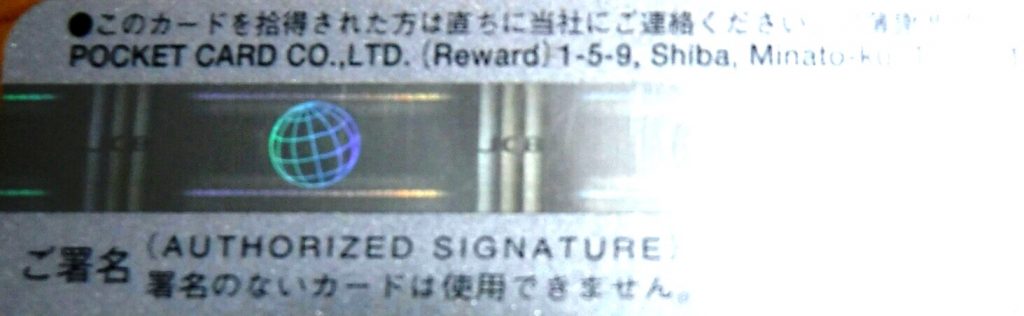 ●このカードを拾得された方は直ちに当社にご連絡ください
POCKET CARD CO.,LTD. (Reward) 1-5-9, Shiba, Minato-ku,
JCB JCB
ご署名 (AUTHORIZED SIGNATURE)
署名のないカードは使用できません。